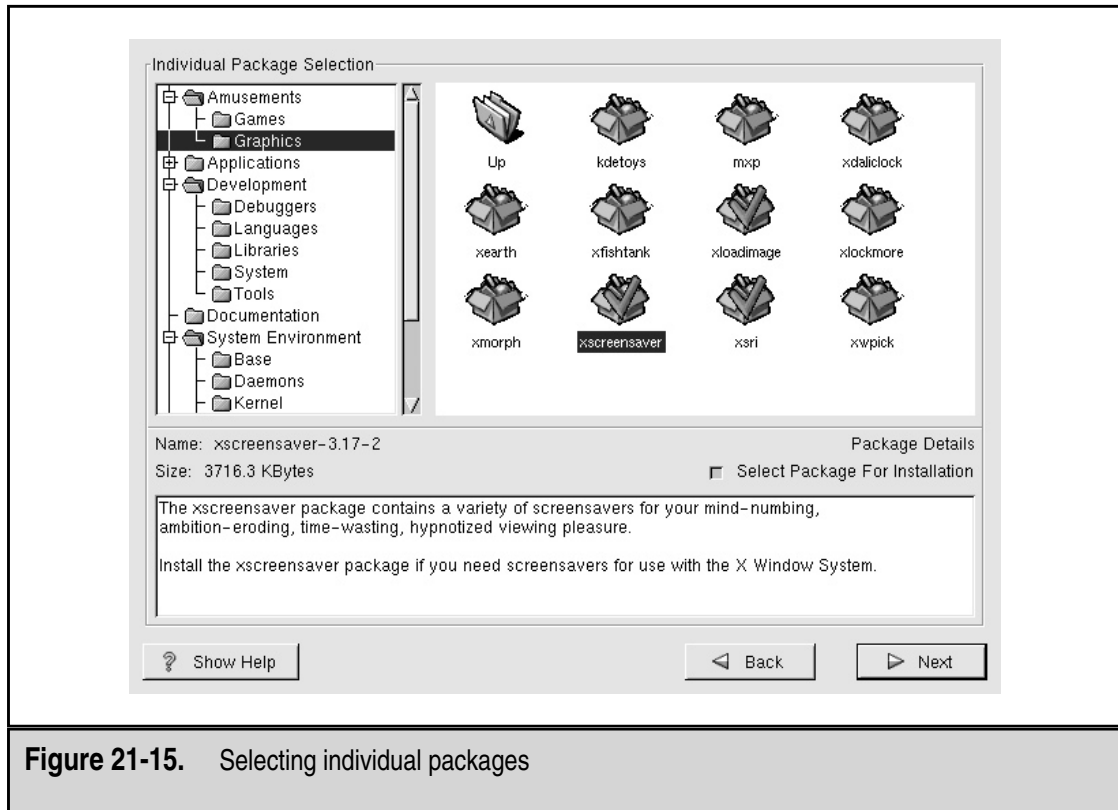 Individual Package Selection
Amusements
Games
Graphics
Applications
Development
Debuggers
Languages
Libraries
System
Tools
Documentation
System Environment
Base
Daemons
Kernel
Up kdetoys mxp xdaliclock
xearth xfishtank xloadimage xlockmore
xmorph xscreensaver xsri xwpick
Name: xscreensaver-3.17-2 Package Details
Size: 3716.3 KBytes Select Package For Installation
The xscreensaver package contains a variety of screensavers for your mind-numbing,
ambition-eroding, time-wasting, hypnotized viewing pleasure.
Install the xscreensaver package if you need screensavers for use with the X Window System.
? Show Help Back Next
Figure 21-15. Selecting individual packages